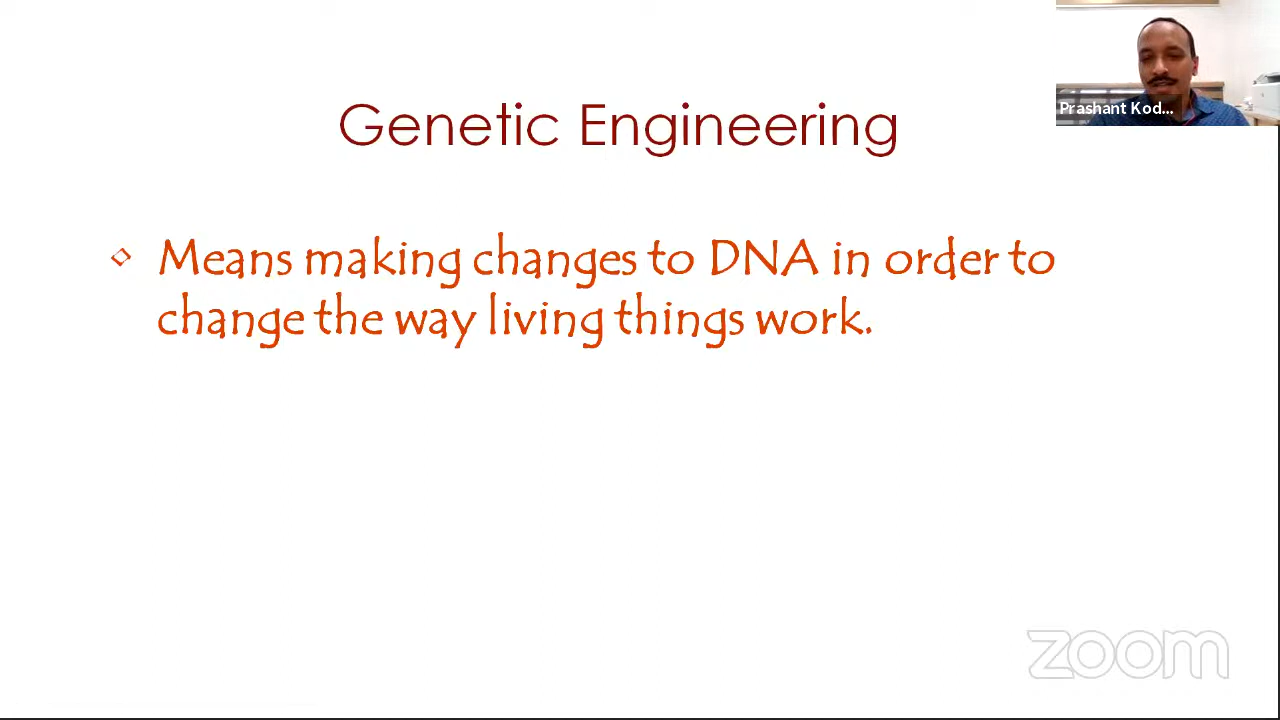 Prashant Kod...
Genetic Engineering
Means making changes to DNA in order to
change the way living things work.
zoom